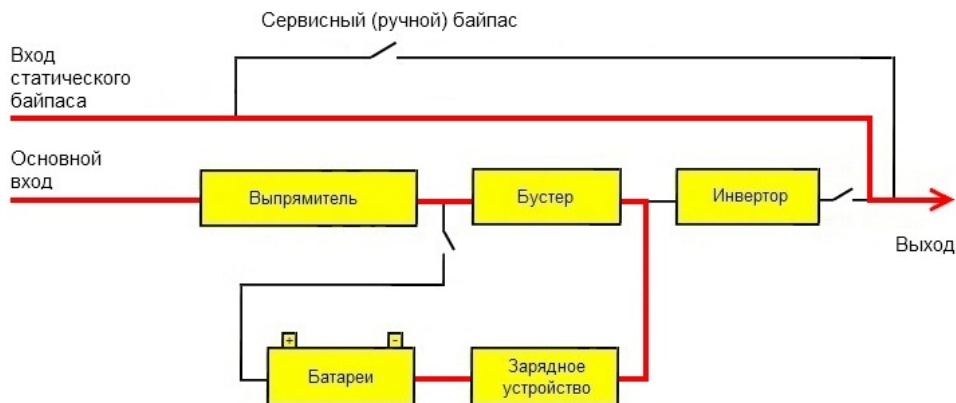 Сервисный (ручной) байпас
Вход
статического
байпаса
Основной
вход
Выпрямитель
Бустер
Инвертор
Выход
+
-
Батареи
Зарядное
устройство